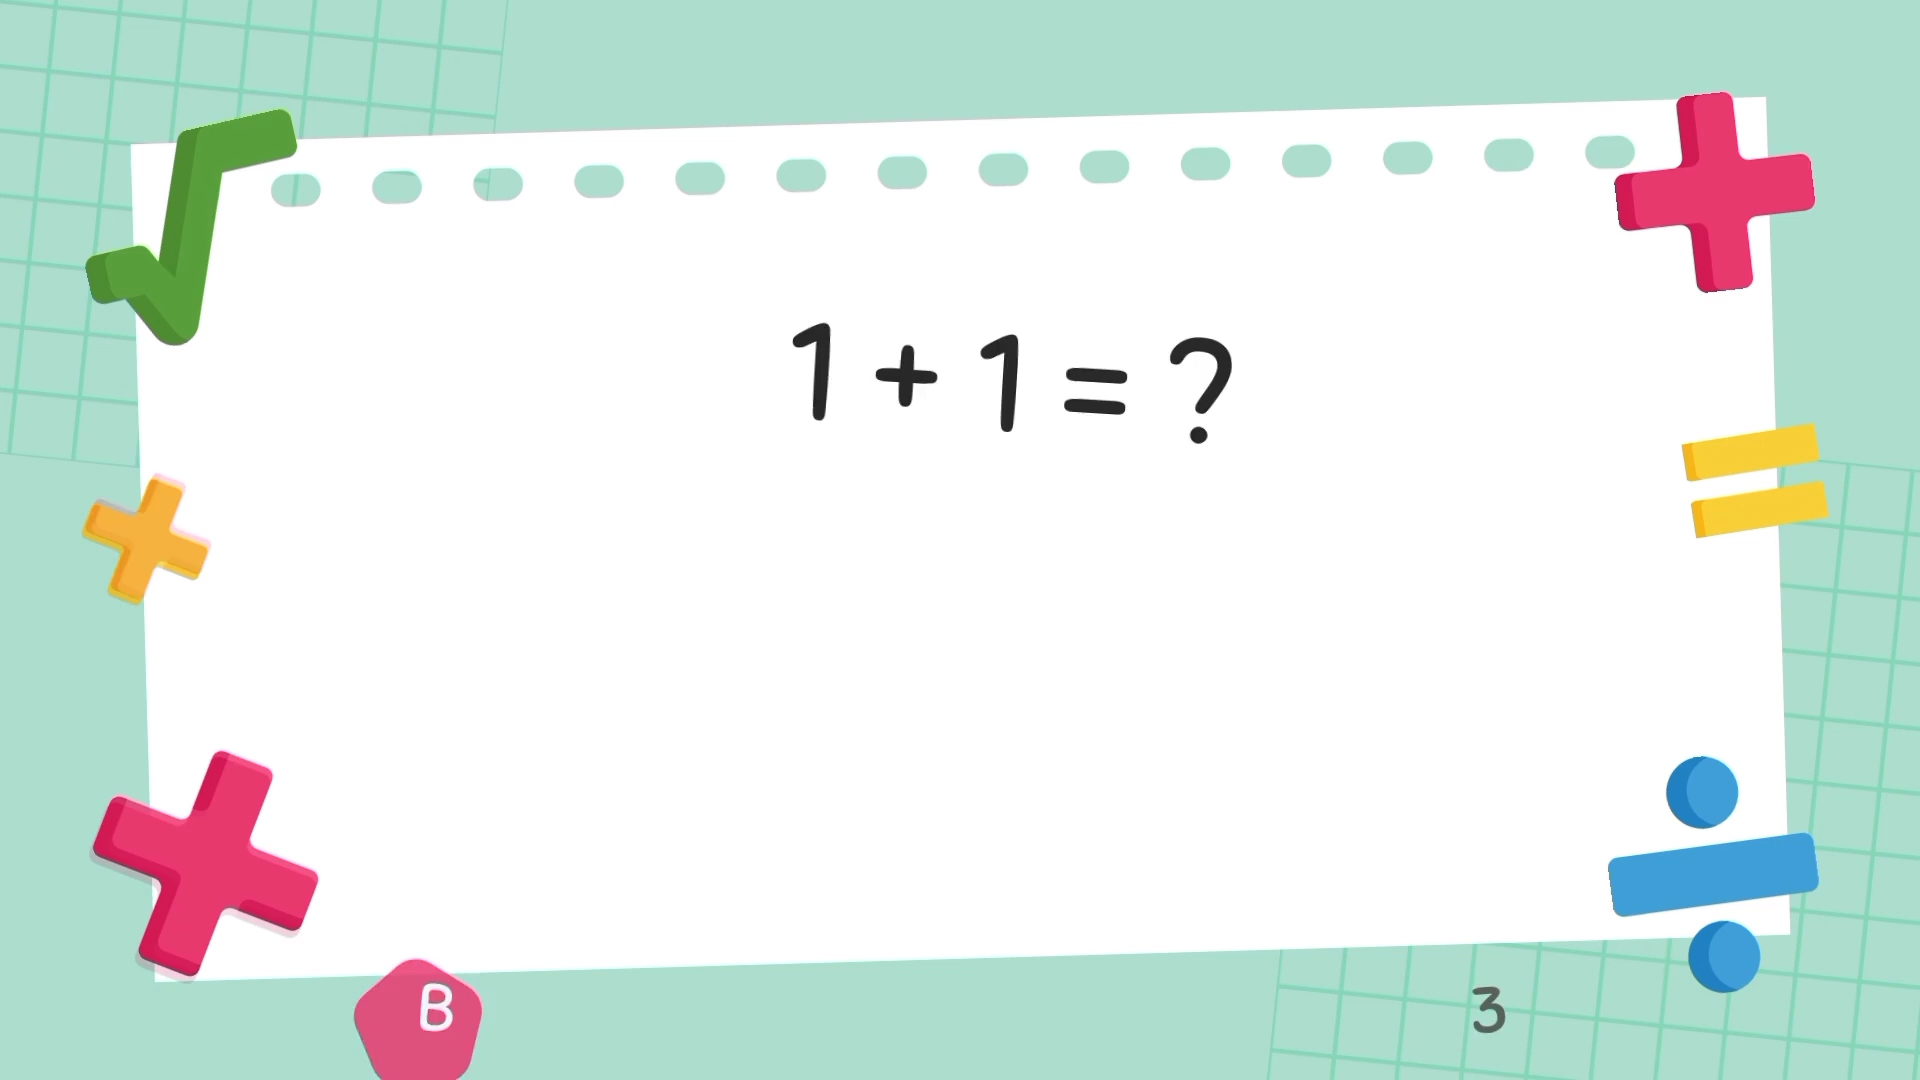 1 + 1 = ?
B
3